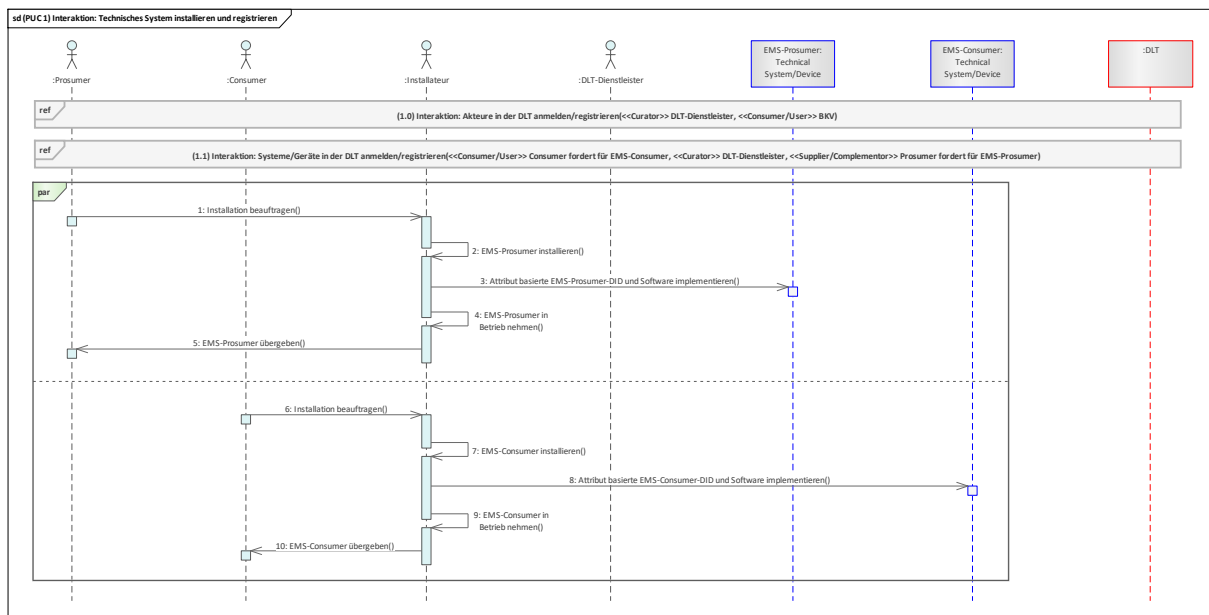 sd (PUC 1) Interaktion: Technisches System installieren und registrieren
:Prosumer
:Consumer
:Installateur
:DLT-Dienstleister
EMS-Prosumer:
Technical
System/Device
EMS-Consumer:
Technical
System/Device
:DLT
ref
(1.0) Interaktion: Akteure in der DLT anmelden/registrieren(<<Curator>> DLT-Dienstleister, <<Consumer/User>> BKV)
ref
(1.1) Interaktion: Systeme/Geräte in der DLT anmelden/registrieren(<<Consumer/User>> Consumer fordert für EMS-Consumer, <<Curator>> DLT-Dienstleister, <<Supplier/Complementor>> Prosumer fordert für EMS-Prosumer)
par
1: Installation beauftragen()
2: EMS-Prosumer installieren()
3: Attribut basierte EMS-Prosumer-DID und Software implementieren()
4: EMS-Prosumer in
Betrieb nehmen()
5: EMS-Prosumer übergeben()
6: Installation beauftragen()
7: EMS-Consumer installieren()
8: Attribut basierte EMS-Consumer-DID und Software implementieren()
9: EMS-Consumer in
Betrieb nehmen()
10: EMS-Consumer übergeben()